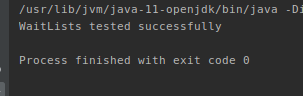 /usr/lib/jvm/java-11-openjdk/bin/java -Di
WaitLists tested successfully
Process finished with exit code 0